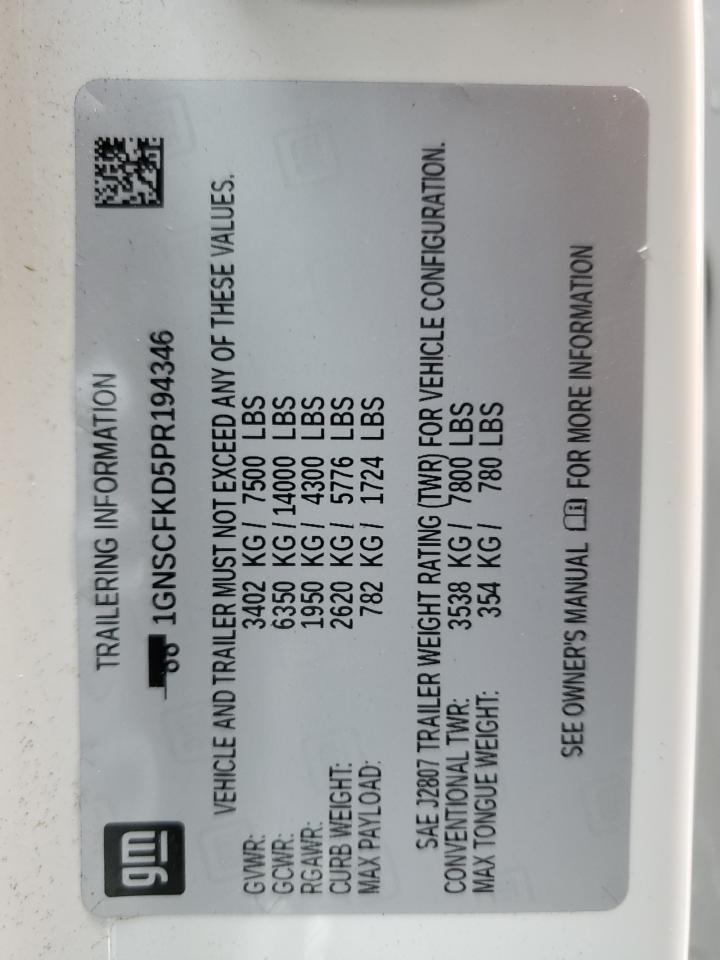 gm
TRAILERING INFORMATION
1GNSCFKD5PR194346
VEHICLE AND TRAILER MUST NOT EXCEED ANY OF THESE VALUES.
GVWR: 3402 KG / 7500 LBS
GCWR: 6350 KG / 14000 LBS
RGAWR: 1950 KG / 4300 LBS
CURB WEIGHT: 2620 KG / 5776 LBS
MAX PAYLOAD: 782 KG / 1724 LBS
SAE J2807 TRAILER WEIGHT RATING (TWR) FOR VEHICLE CONFIGURATION.
CONVENTIONAL TWR: 3538 KG / 7800 LBS
MAX TONGUE WEIGHT: 354 KG / 780 LBS
SEE OWNER'S MANUAL FOR MORE INFORMATION